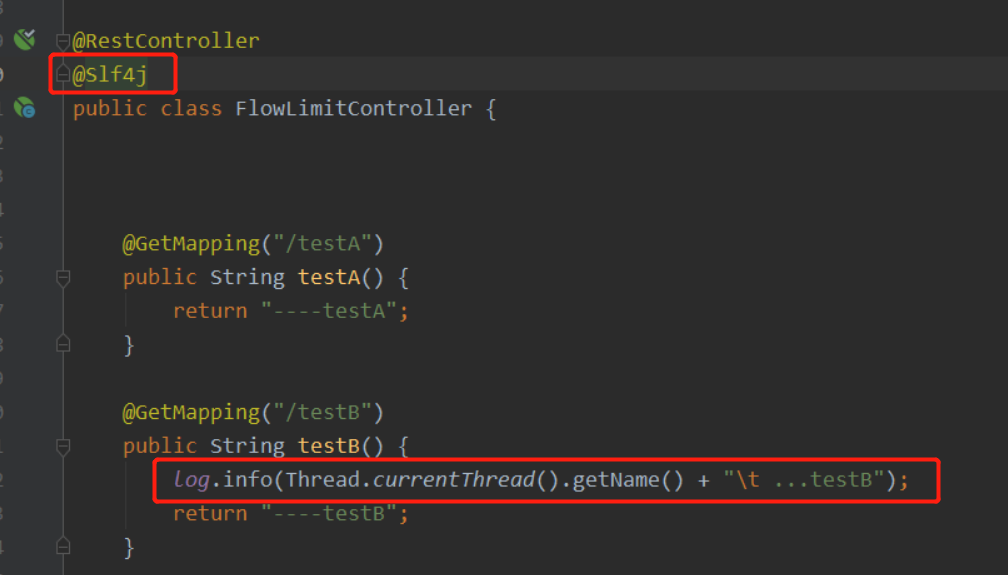 @RestController
@Slf4j
public class FlowLimitController {
@GetMapping("/testA")
public String testA() {
return "----testA";
}
@GetMapping("/testB")
public String testB() {
log.info(Thread.currentThread().getName() + "\t ...testB");
return "----testB";
}